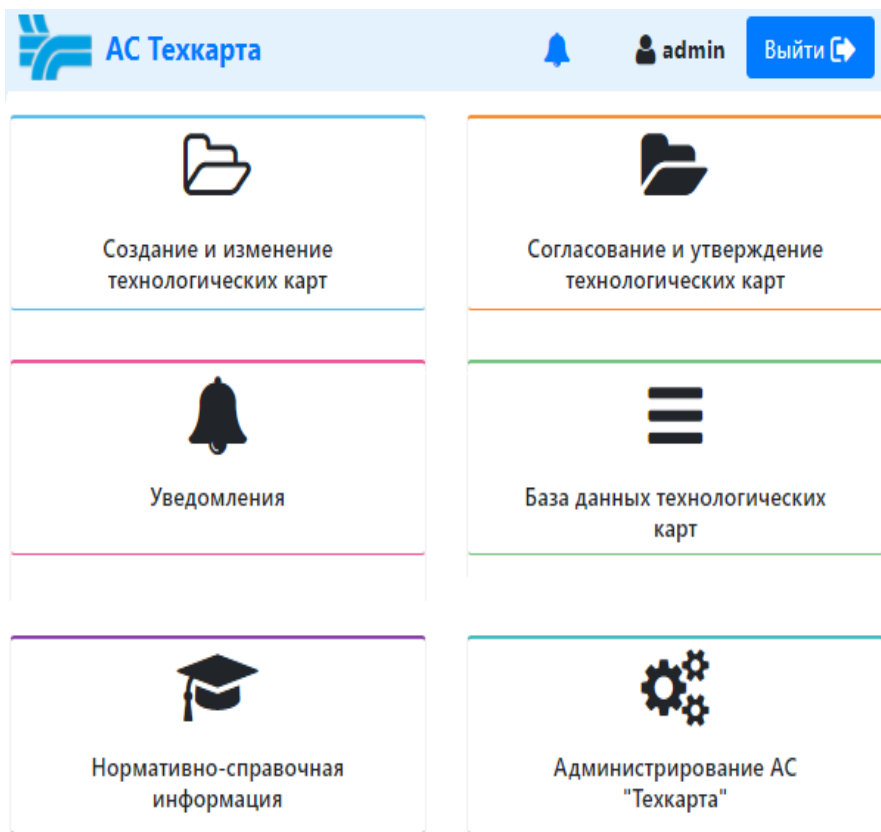 АС Техкарта
admin
Выйти
Создание и изменение
технологических карт
Согласование и утверждение
технологических карт
Уведомления
База данных технологических
карт
Нормативно-справочная
информация
Администрирование АС
"Техкарта"